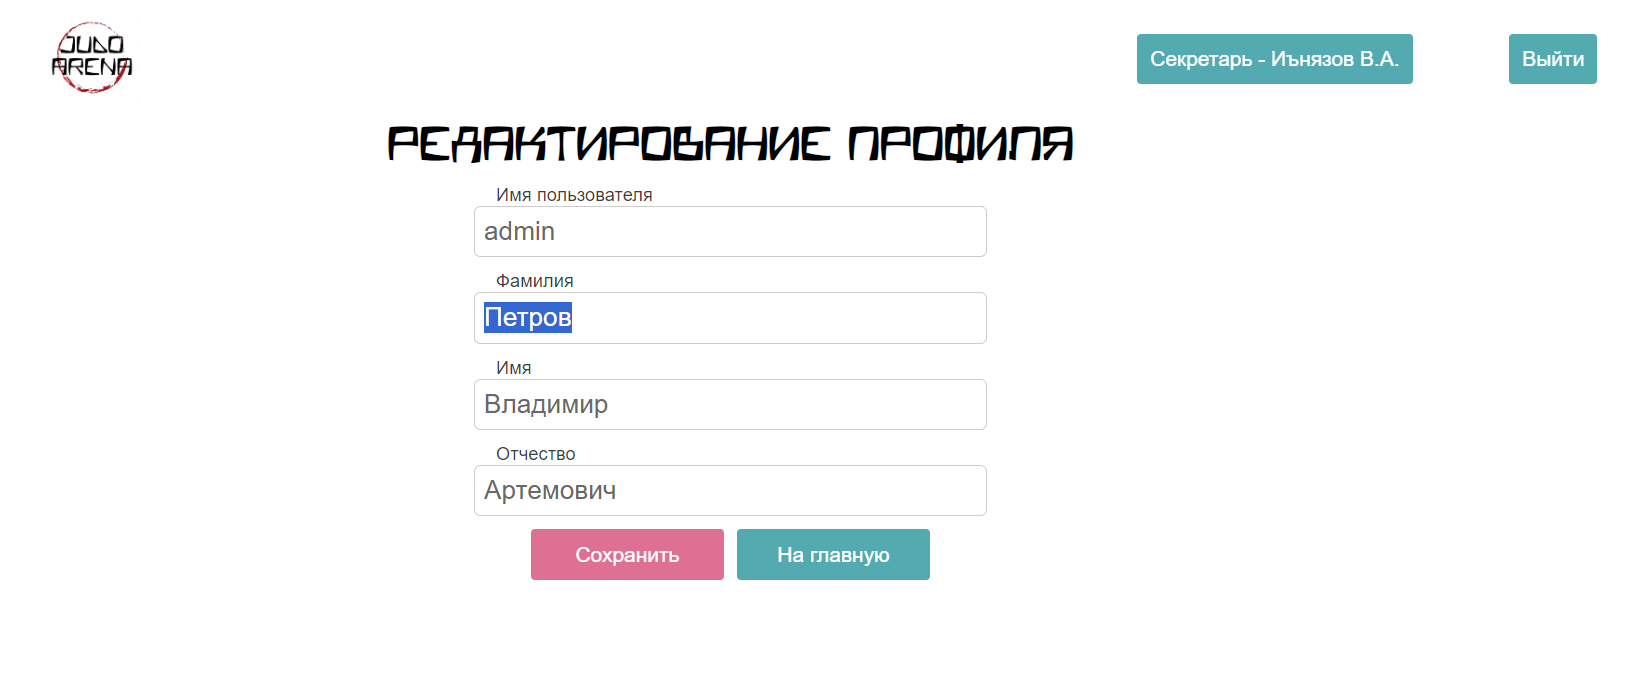 JUDO
ARENA
Секретарь - Иънязов В.А.
Выйти
РЕДАКТИРОВАНИЕ ПРОФИЛЯ
Имя пользователя
admin
Фамилия
Петров
Имя
Владимир
Отчество
Артемович
Сохранить
На главную